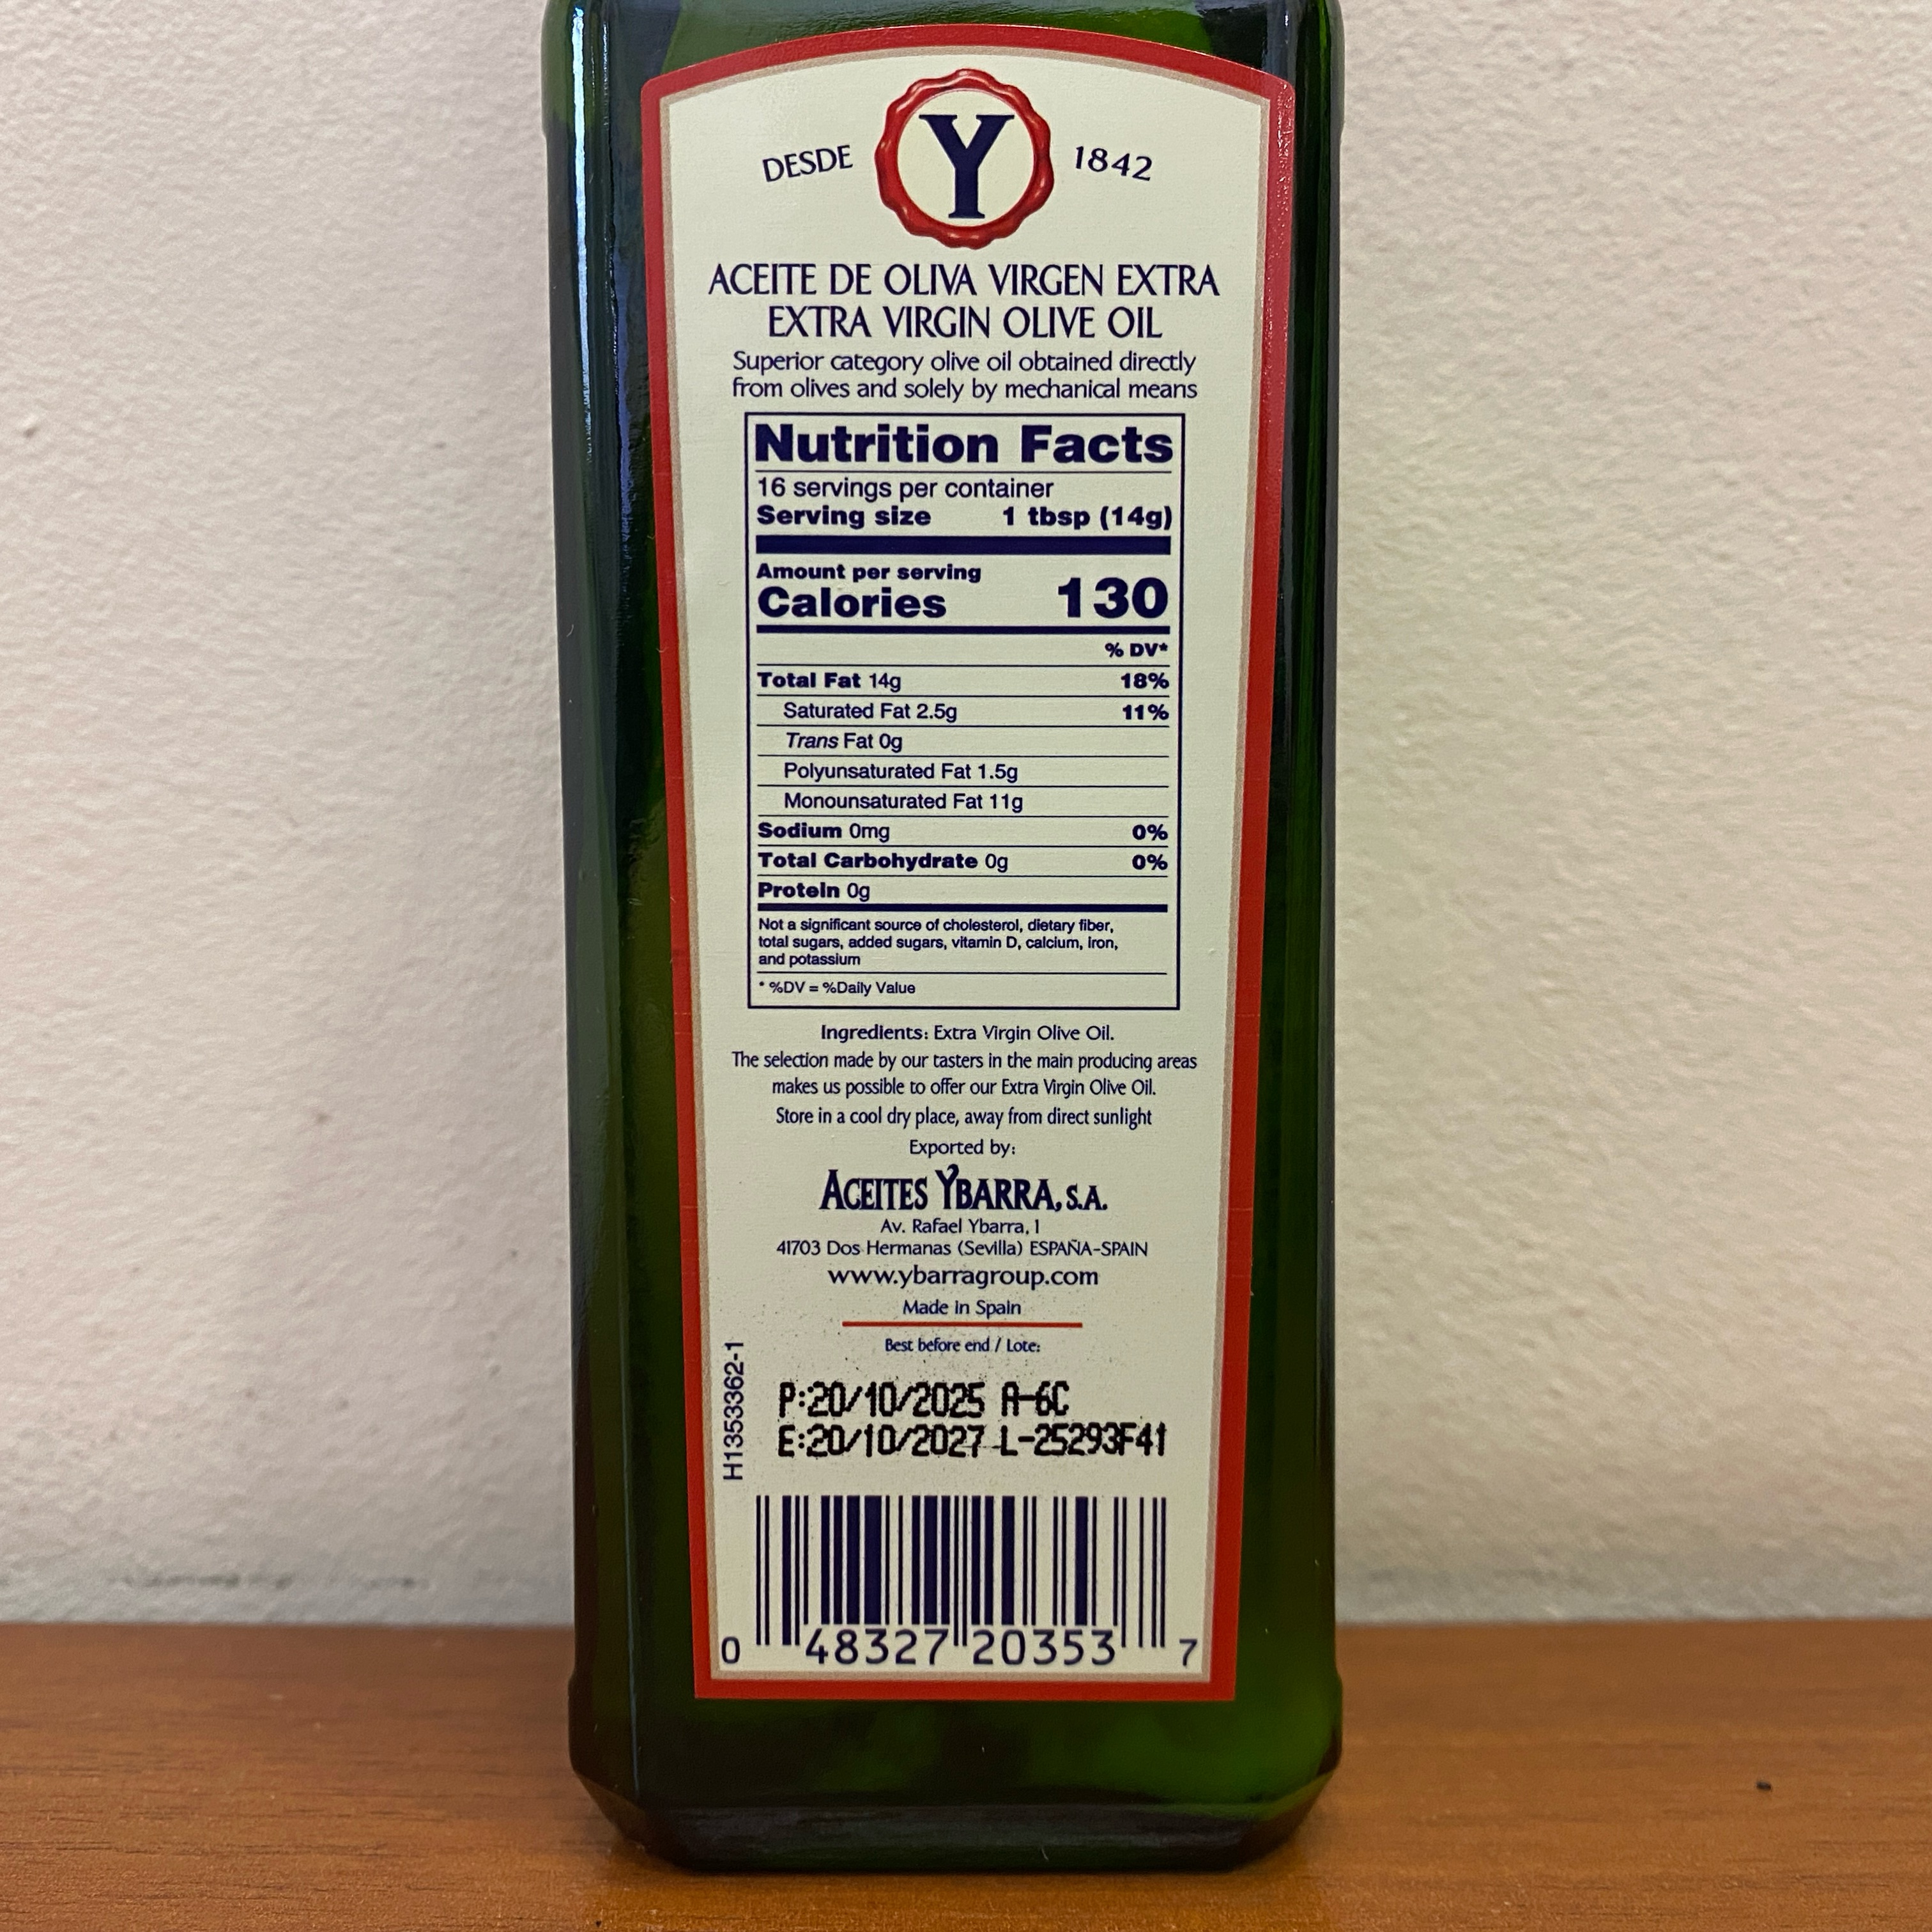 DESDE Y 1842
ACEITE DE OLIVA VIRGEN EXTRA
EXTRA VIRGIN OLIVE OIL
Superior category olive oil obtained directly
from olives and solely by mechanical means
Nutrition Facts
16 servings per container
Serving size 1 tbsp (14g)
Amount per serving
Calories 130
% DV*
Total Fat 14g 18%
Saturated Fat 2.5g 11%
Trans Fat 0g
Polyunsaturated Fat 1.5g
Monounsaturated Fat 11g
Sodium 0mg 0%
Total Carbohydrate 0g 0%
Protein 0g
Not a significant source of cholesterol, dietary fiber,
total sugars, added sugars, vitamin D, calcium, iron,
and potassium
* %DV = %Daily Value
Ingredients: Extra Virgin Olive Oil.
The selection made by our tasters in the main producing areas
makes us possible to offer our Extra Virgin Olive Oil.
Store in a cool dry place, away from direct sunlight
Exported by:
ACEITES YBARRA, S.A.
Av. Rafael Ybarra, 1
41703 Dos Hermanas (Sevilla) ESPAÑA-SPAIN
www.ybarragroup.com
Made in Spain
Best before end / Lote:
H1353362-1
P:20/10/2025 A-6C
E:20/10/2027 L-25293F41
0 48327 20353 7